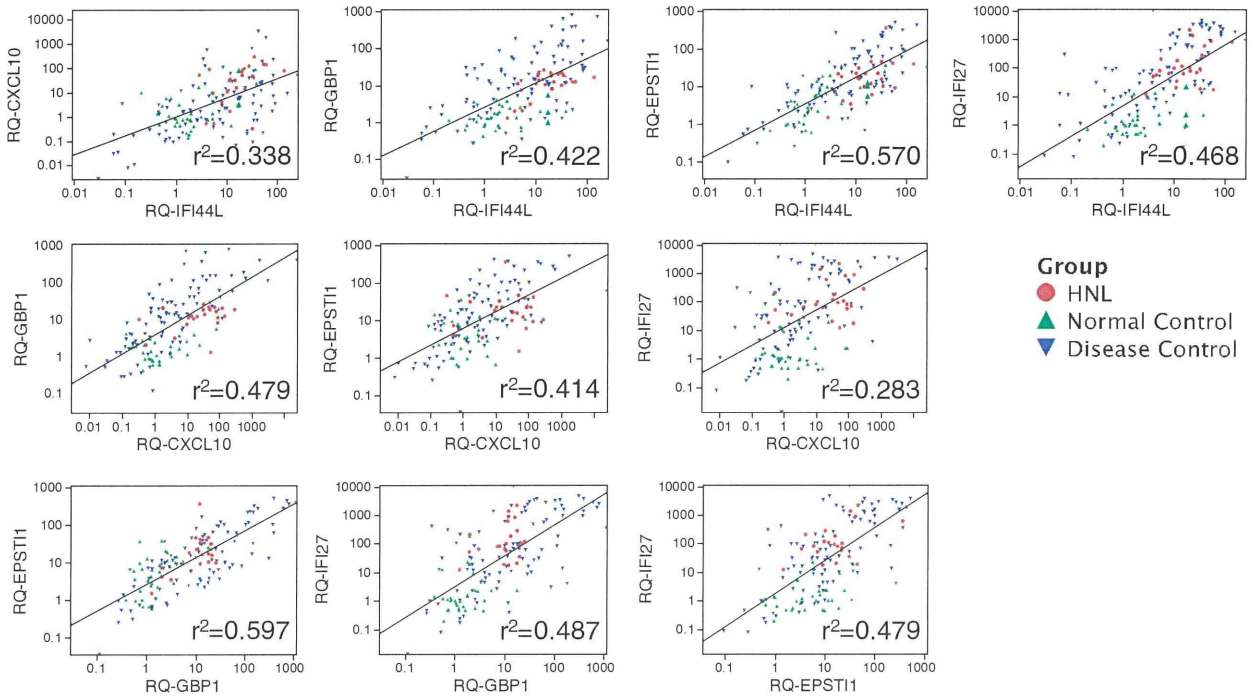 RQ-CXCL10
10000
1000
100
10
1
0.1
0.01
r²=0.338
0.01 0.1 1 10 100
RQ-IFI44L
RQ-GBP1
1000
100
10
1
0.1
r²=0.422
0.01 0.1 1 10 100
RQ-IFI44L
RQ-EPSTI1
1000
100
10
1
0.1
r²=0.570
0.01 0.1 1 10 100
RQ-IFI44L
RQ-IFI27
10000
1000
100
10
1
0.1
r²=0.468
0.01 0.1 1 10 100
RQ-IFI44L
RQ-GBP1
1000
100
10
1
0.1
r²=0.479
0.01 0.1 1 10 100 1000
RQ-CXCL10
RQ-EPSTI1
1000
100
10
1
0.1
r²=0.414
0.01 0.1 1 10 100 1000
RQ-CXCL10
RQ-IFI27
10000
1000
100
10
1
0.1
r²=0.283
0.01 0.1 1 10 100 1000
RQ-CXCL10
Group
HNL
Normal Control
Disease Control
RQ-EPSTI1
1000
100
10
1
0.1
r²=0.597
0.1 1 10 100 1000
RQ-GBP1
RQ-IFI27
10000
1000
100
10
1
0.1
r²=0.487
0.1 1 10 100 1000
RQ-GBP1
RQ-IFI27
10000
1000
100
10
1
0.1
r²=0.479
0.1 1 10 100 1000
RQ-EPSTI1